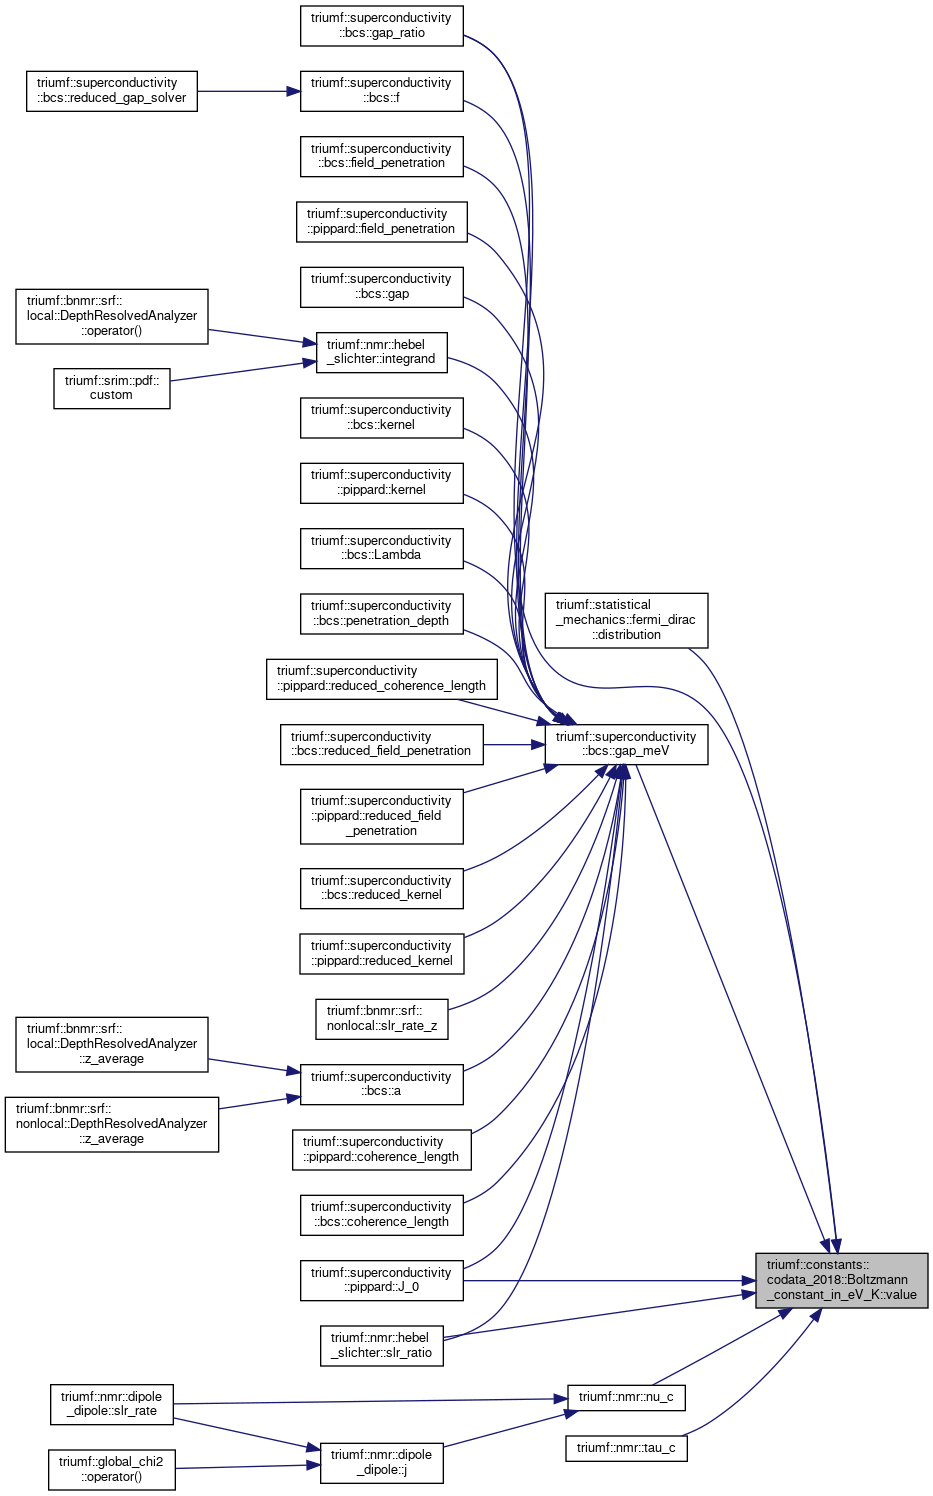 triumf::superconductivity
::bcs::gap_ratio
triumf::superconductivity
::bcs::reduced_gap_solver
triumf::superconductivity
::bcs::f
triumf::superconductivity
::bcs::field_penetration
triumf::superconductivity
::pippard::field_penetration
triumf::superconductivity
::bcs::gap
triumf::bnmr::srf::
local::DepthResolvedAnalyzer
::operator()
triumf::nmr::hebel
_slichter::integrand
triumf::srim::pdf::
custom
triumf::superconductivity
::bcs::kernel
triumf::superconductivity
::pippard::kernel
triumf::superconductivity
::bcs::Lambda
triumf::superconductivity
::bcs::penetration_depth
triumf::statistical
_mechanics::fermi_dirac
::distribution
triumf::superconductivity
::pippard::reduced_coherence_length
triumf::superconductivity
::bcs::reduced_field_penetration
triumf::superconductivity
::bcs::gap_meV
triumf::superconductivity
::pippard::reduced_field
_penetration
triumf::superconductivity
::bcs::reduced_kernel
triumf::superconductivity
::pippard::reduced_kernel
triumf::bnmr::srf::
nonlocal::slr_rate_z
triumf::bnmr::srf::
local::DepthResolvedAnalyzer
::z_average
triumf::superconductivity
::bcs::a
triumf::bnmr::srf::
nonlocal::DepthResolvedAnalyzer
::z_average
triumf::superconductivity
::pippard::coherence_length
triumf::superconductivity
::bcs::coherence_length
triumf::superconductivity
::pippard::J_0
triumf::constants::
codata_2018::Boltzmann
_constant_in_eV_K::value
triumf::nmr::hebel
_slichter::slr_ratio
triumf::nmr::dipole
_dipole::slr_rate
triumf::nmr::nu_c
triumf::nmr::tau_c
triumf::global_chi2
::operator()
triumf::nmr::dipole
_dipole::j